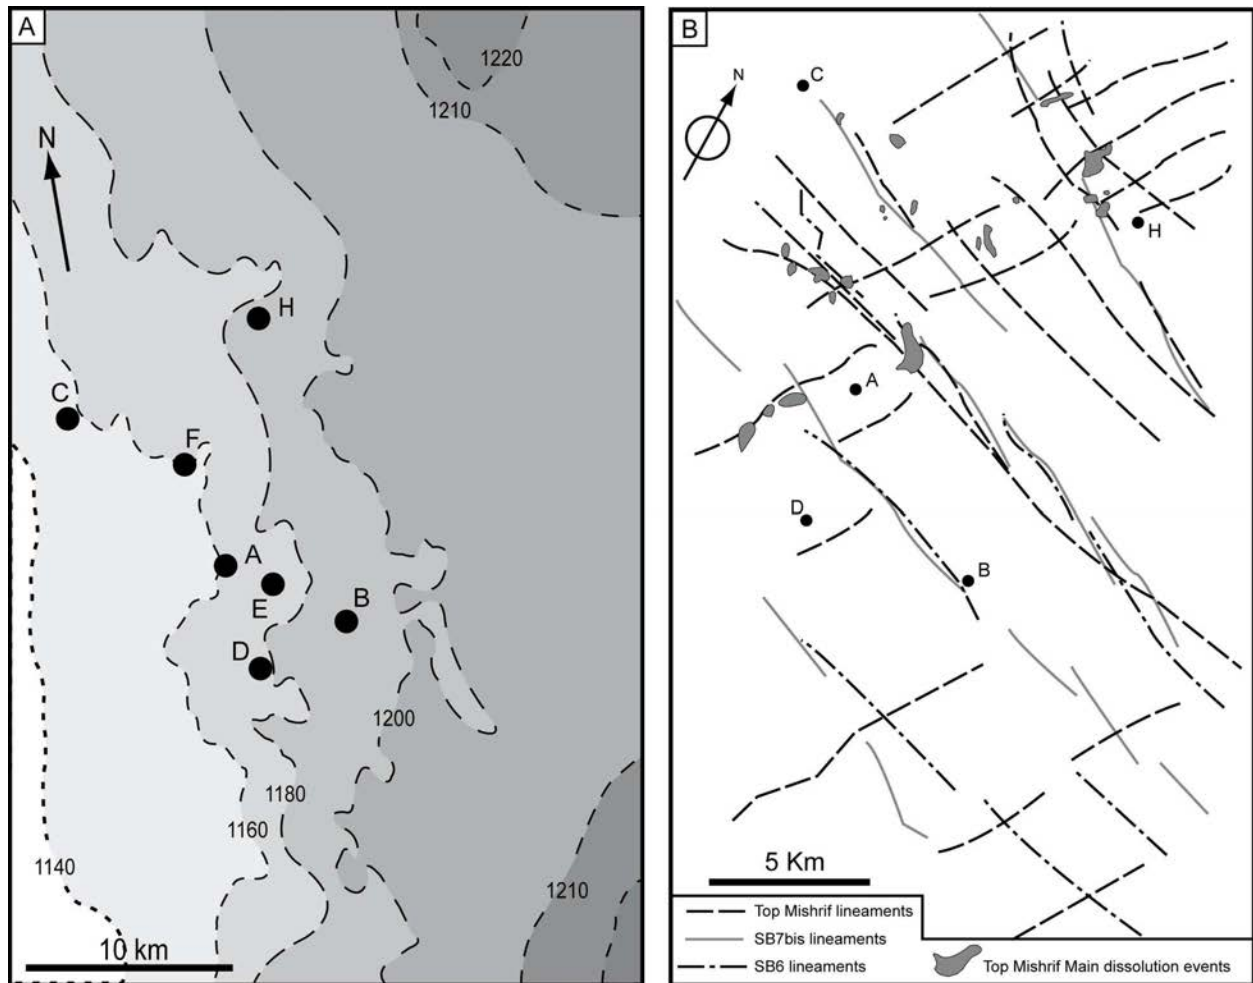 A
1220
1210
N
H
C
F
A
E
B
D
1200
1180
1160
1140
1210
10 km
B
C
N
H
A
D
B
5 Km
Top Mishrif lineaments
SB7bis lineaments
SB6 lineaments
Top Mishrif Main dissolution events